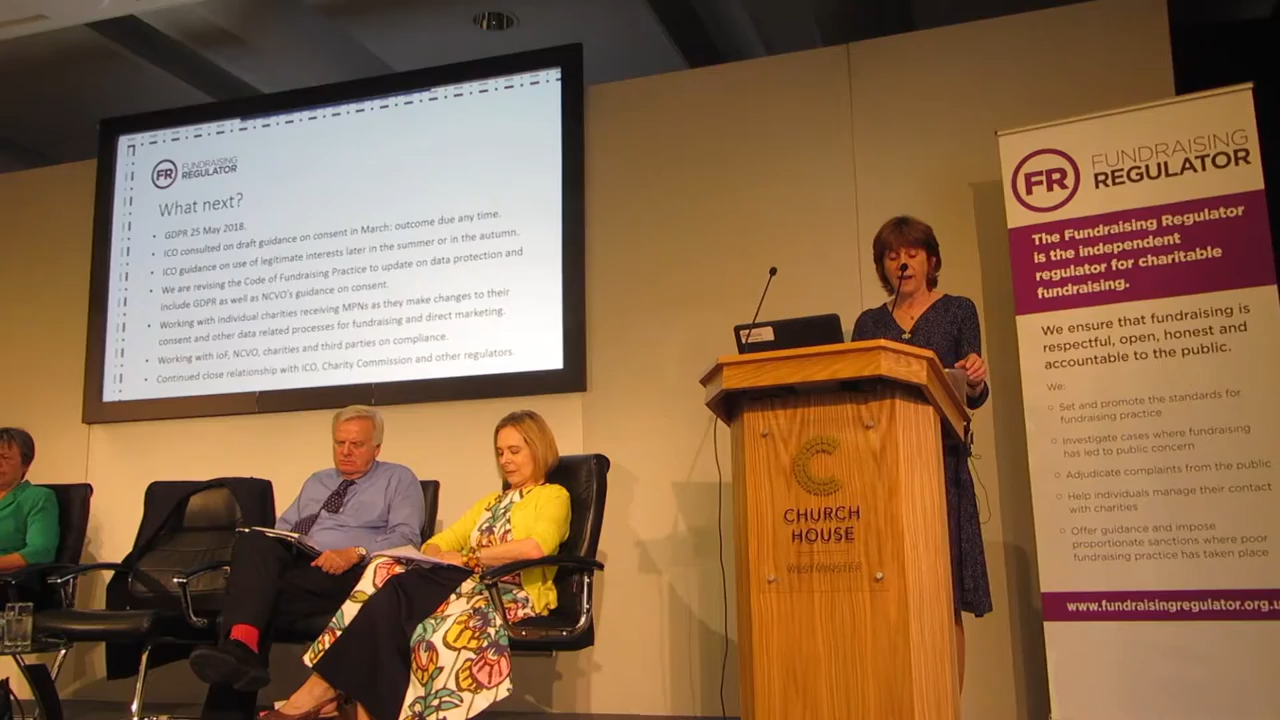 FR FUNDRAISING
REGULATOR
What next?
• GDPR 25 May 2018.
• ICO consulted on draft guidance on consent in March: outcome due any time.
• ICO guidance on use of legitimate interests later in the summer or in the autumn.
• We are revising the Code of Fundraising Practice to update on data protection and
include GDPR as well as NCVO's guidance on consent.
• Working with individual charities receiving MPNs as they make changes to their
consent and other data related processes for fundraising and direct marketing.
• Working with IoF, NCVO, charities and third parties on compliance.
• Continued close relationship with ICO, Charity Commission and other regulators.
CHURCH
HOUSE
WESTMINSTER
FR FUNDRAISING
REGULATOR
The Fundraising Regulator
is the independent
regulator for charitable
fundraising.
We ensure that fundraising is
respectful, open, honest and
accountable to the public.
We:
Set and promote the standards for
fundraising practice
Investigate cases where fundraising
has led to public concern
Adjudicate complaints from the public
Help individuals manage their contact
with charities
Offer guidance and impose
proportionate sanctions where poor
fundraising practice has taken place
www.fundraisingregulator.org.u